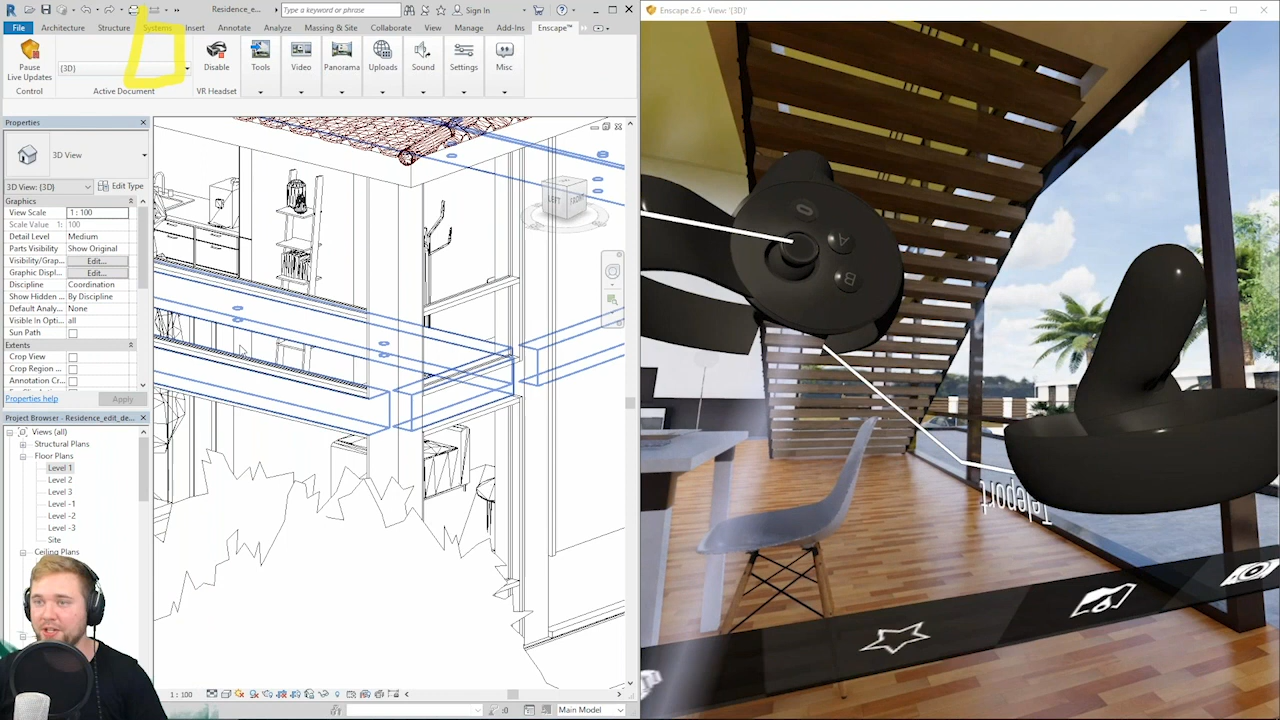 Residence_e...
Type a keyword or phrase
Sign In
File
Architecture
Structure
Systems
Insert
Annotate
Analyze
Massing & Site
Collaborate
View
Manage
Add-Ins
Enscape™
Pause
Live Updates
{3D}
Disable
Tools
Video
Panorama
Uploads
Sound
Settings
Misc
Control
Active Document
VR Headset
Properties
3D View
3D View: {3D}
Edit Type
Graphics
View Scale
1 : 100
Scale Value 1:
100
Detail Level
Medium
Parts Visibility
Show Original
Visibility/Grap...
Edit...
Graphic Displ...
Edit...
Discipline
Coordination
Show Hidden ...
By Discipline
Default Analy...
None
Visible In Opti...
all
Sun Path
Extents
Crop View
Crop Region ...
Annotation Cr...
Properties help
Apply
Project Browser - Residence_edit_de...
Views (all)
Structural Plans
Floor Plans
Level 1
Level 2
Level 3
Level -1
Level -2
Level -3
Site
Ceiling Plans
LEFT
FRONT
1 : 100
:0
Main Model
Enscape 2.6 - View: '{3D}'
A
B
Teleport